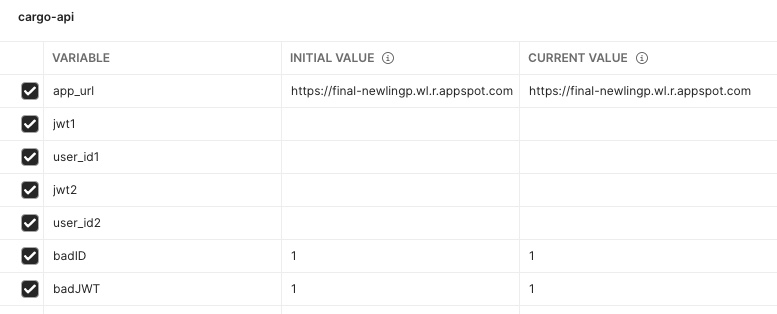 cargo-api
VARIABLE INITIAL VALUE CURRENT VALUE
app_url https://final-newlingp.wl.r.appspot.com https://final-newlingp.wl.r.appspot.com
jwt1
user_id1
jwt2
user_id2
badID 1 1
badJWT 1 1